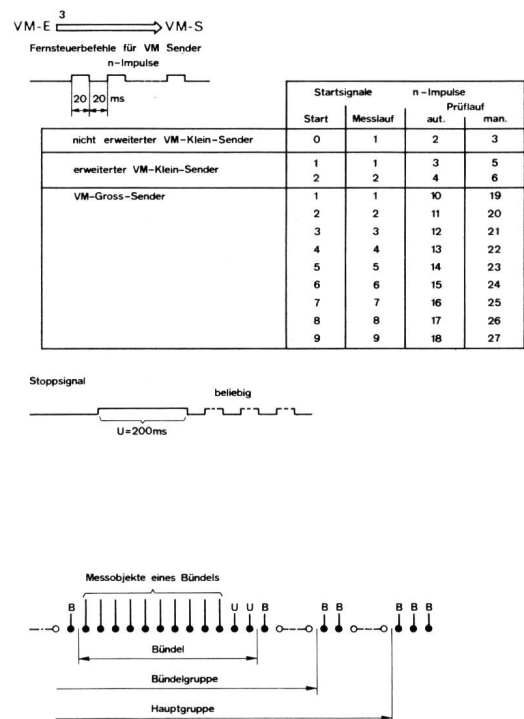 3
VM-E VM-S
Fernsteuerbefehle für VM Sender
n-Impulse
20 20 ms
Startsignale n-Impulse
Prüflauf
Start Messlauf aut. man.
nicht erweiterter VM-Klein-Sender 0 1 2 3
erweiterter VM-Klein-Sender 1 1 3 5
2 2 4 6
VM-Gross-Sender 1 1 10 19
2 2 11 20
3 3 12 21
4 4 13 22
5 5 14 23
6 6 15 24
7 7 16 25
8 8 17 26
9 9 18 27
Stoppsignal
beliebig
U=200ms
Messobjekte eines Bündels
B U U B B B B B B
Bündel
Bündelgruppe
Hauptgruppe